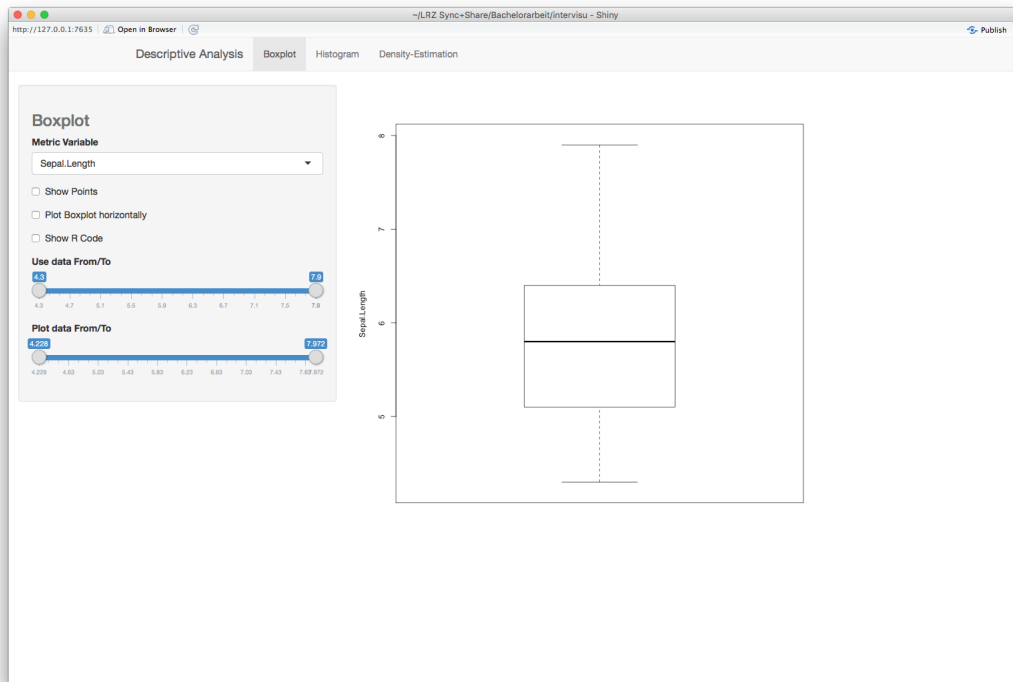 ~/LRZ Sync+Share/Bachelorarbeit/intervisu - Shiny
http://127.0.0.1:7635 Open in Browser Publish
Descriptive Analysis Boxplot Histogram Density-Estimation
Boxplot
Metric Variable
Sepal.Length
Show Points
Plot Boxplot horizontally
Show R Code
Use data From/To
4.3 7.9
4.3 4.7 5.1 5.5 5.9 6.3 6.7 7.1 7.5 7.9
Plot data From/To
4.228 7.972
4.228 4.63 5.03 5.43 5.83 6.23 6.63 7.03 7.43 7.83 7.972
8
7
6
5
Sepal.Length